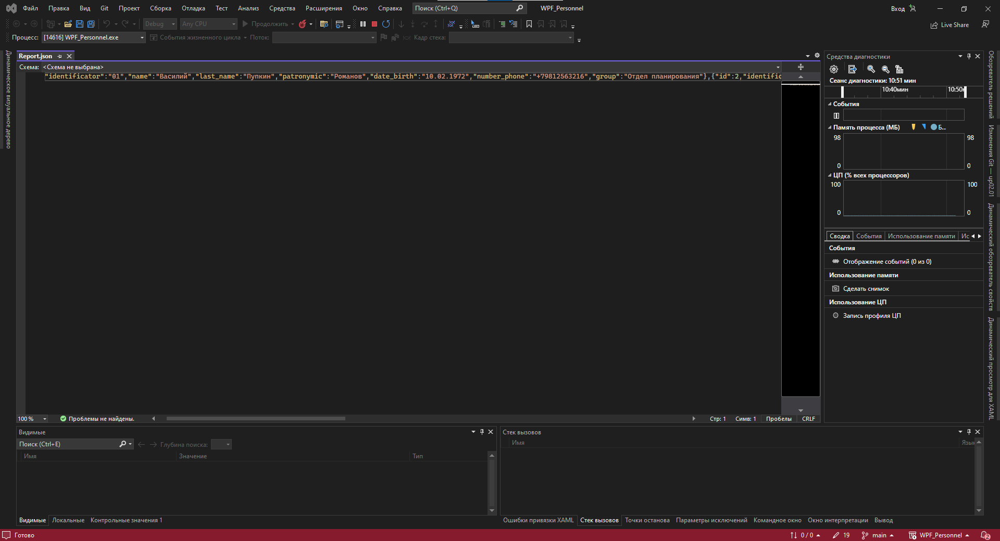 Файл Правка Вид Git Проект Сборка Отладка Тест Анализ Средства Расширения Окно Справка Поиск (Ctrl+Q) WPF_Personnel Вход
Debug Any CPU Продолжить Live Share
Процесс: [14616] WPF_Personnel.exe События жизненного цикла Поток: Кадр стека:
Динамическое визуальное дерево
Report.json
Схема: <Схема не выбрана>
"identificator":"01","name":"Василий","last_name":"Пупкин","patronymic":"Романов","date_birth":"10.02.1972","number_phone":"+79812563216","group":"Отдел планирования"},{"id":2,"identific
100 % Проблемы не найдены. Стр: 1 Симв: 1 Пробелы CRLF
Средства диагностики
Сеанс диагностики: 10:51 мин
10:40мин 10:50м
События
Память процесса (МБ) Б...
98 98
0 0
ЦП (% всех процессоров)
100 100
0 0
Сводка События Использование памяти Ис
События
Отображение событий (0 из 0)
Использование памяти
Сделать снимок
Использование ЦП
Запись профиля ЦП
Обозреватель решений
Изменения Git — up02.01
Динамический обозреватель свойств
Динамический просмотр для XAML
Видимые
Поиск (Ctrl+E) Глубина поиска:
Имя Значение Тип
Видимые Локальные Контрольные значения 1
Стек вызовов
Имя Язык
Ошибки привязки XAML Стек вызовов Точки останова Параметры исключений Командное окно Окно интерпретации Вывод
Готово 0 / 0 19 main WPF_Personnel 2